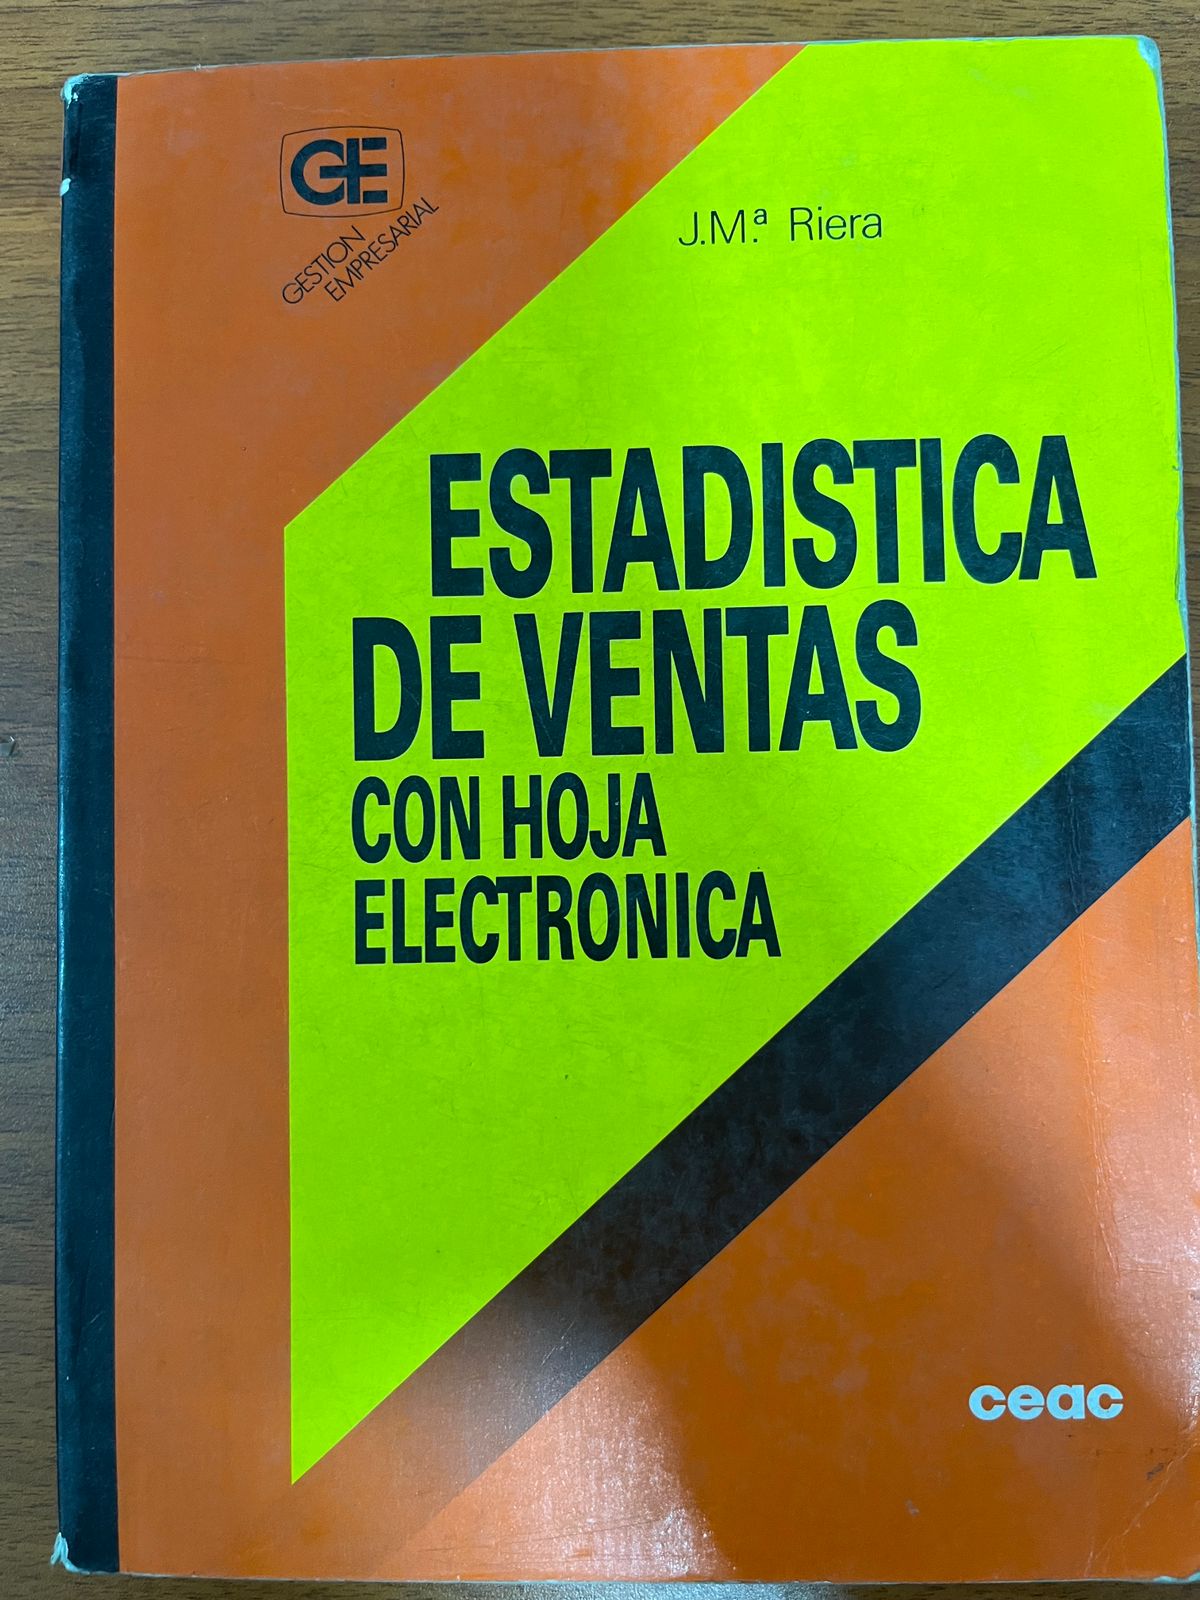 GE
GESTION
EMPRESARIAL
J.M.ª Riera
ESTADISTICA
DE VENTAS
CON HOJA
ELECTRONICA
ceac